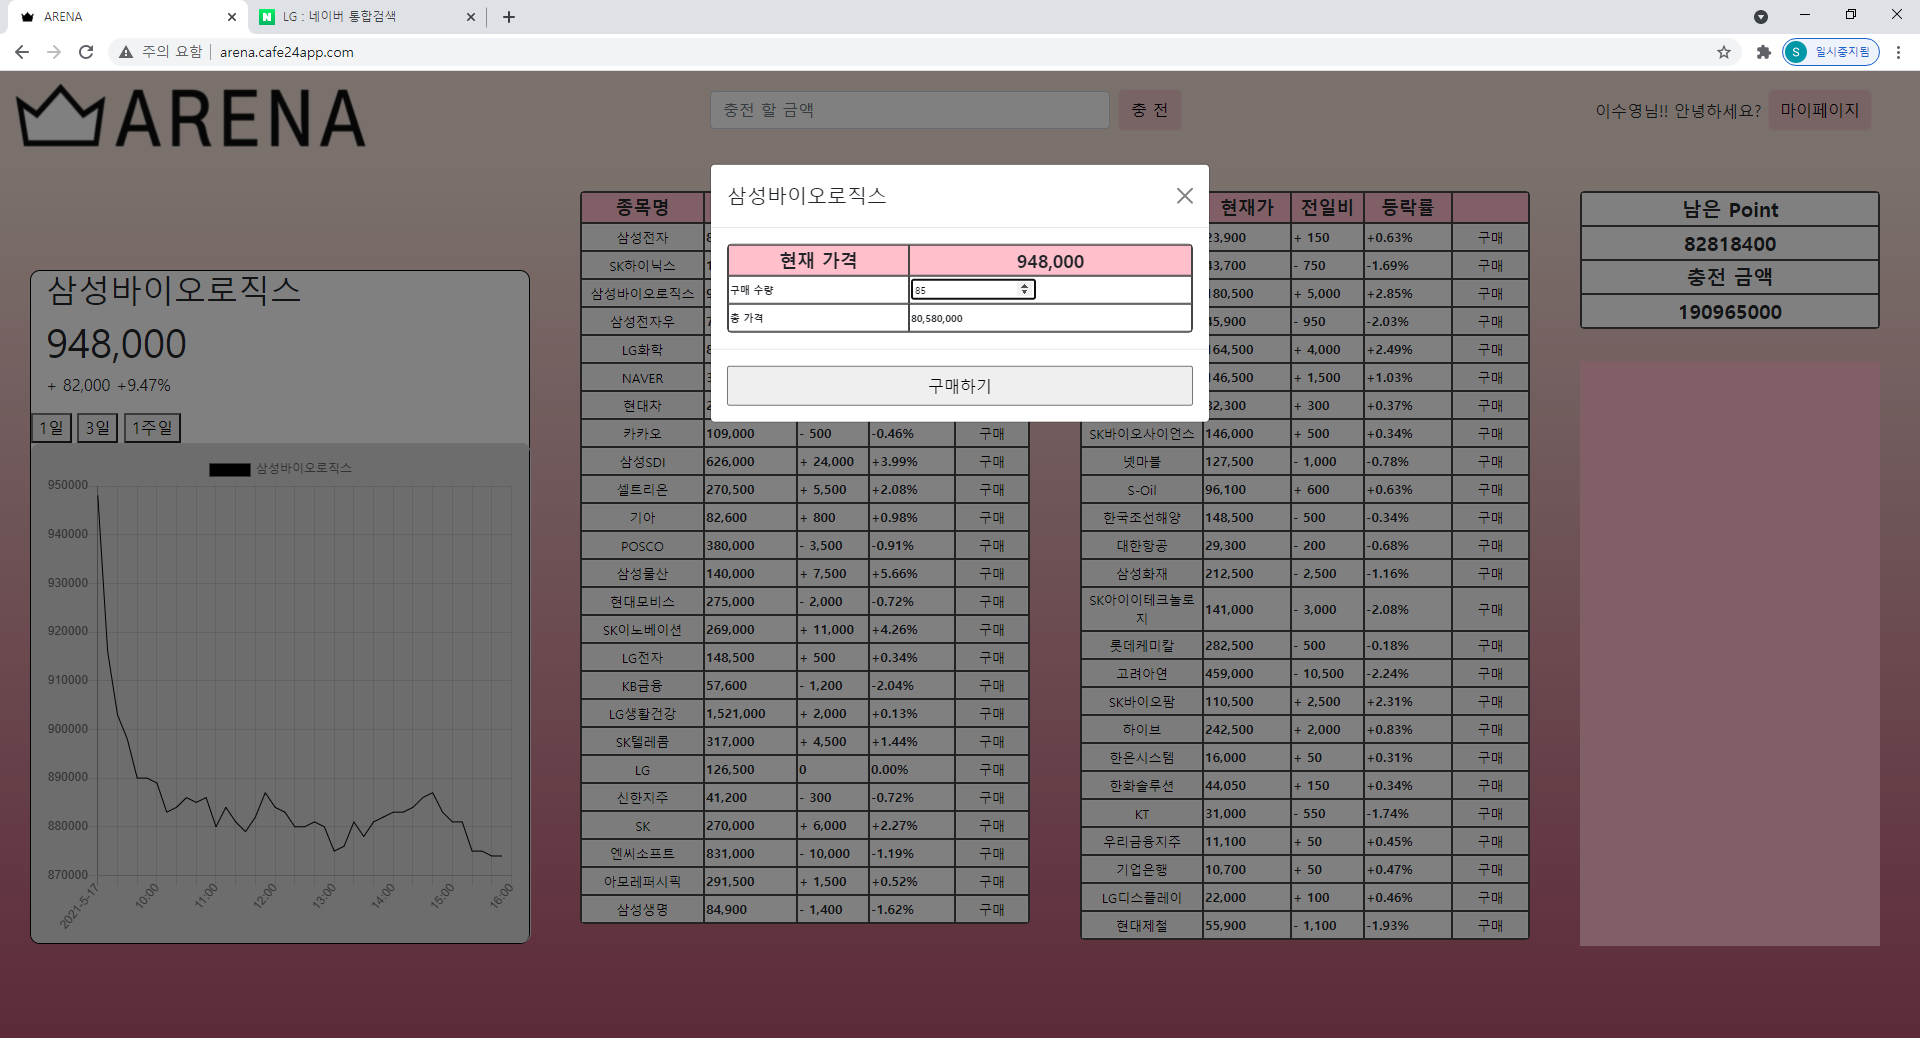 ARENA
LG : 네이버 통합검색
주의 요함
arena.cafe24app.com
S 일시중지됨
ARENA
충전 할 금액
충 전
이수영님!! 안녕하세요?
마이페이지
삼성바이오로직스
현재 가격 948,000
구매 수량 85
총 가격 80,580,000
구매하기
삼성바이오로직스
948,000
+ 82,000 +9.47%
1일 3일 1주일
삼성바이오로직스
950000
940000
930000
920000
910000
900000
890000
880000
870000
2021-5-17 10:00 11:00 12:00 13:00 14:00 15:00 16:00
종목명
삼성전자
SK하이닉스
삼성바이오로직스
삼성전자우
LG화학
NAVER
현대차
카카오 109,000 - 500 -0.46% 구매
삼성SDI 626,000 + 24,000 +3.99% 구매
셀트리온 270,500 + 5,500 +2.08% 구매
기아 82,600 + 800 +0.98% 구매
POSCO 380,000 - 3,500 -0.91% 구매
삼성물산 140,000 + 7,500 +5.66% 구매
현대모비스 275,000 - 2,000 -0.72% 구매
SK이노베이션 269,000 + 11,000 +4.26% 구매
LG전자 148,500 + 500 +0.34% 구매
KB금융 57,600 - 1,200 -2.04% 구매
LG생활건강 1,521,000 + 2,000 +0.13% 구매
SK텔레콤 317,000 + 4,500 +1.44% 구매
LG 126,500 0 0.00% 구매
신한지주 41,200 - 300 -0.72% 구매
SK 270,000 + 6,000 +2.27% 구매
엔씨소프트 831,000 - 10,000 -1.19% 구매
아모레퍼시픽 291,500 + 1,500 +0.52% 구매
삼성생명 84,900 - 1,400 -1.62% 구매
현재가 전일비 등락률
23,900 + 150 +0.63% 구매
43,700 - 750 -1.69% 구매
180,500 + 5,000 +2.85% 구매
45,900 - 950 -2.03% 구매
164,500 + 4,000 +2.49% 구매
146,500 + 1,500 +1.03% 구매
82,300 + 300 +0.37% 구매
SK바이오사이언스 146,000 + 500 +0.34% 구매
넷마블 127,500 - 1,000 -0.78% 구매
S-Oil 96,100 + 600 +0.63% 구매
한국조선해양 148,500 - 500 -0.34% 구매
대한항공 29,300 - 200 -0.68% 구매
삼성화재 212,500 - 2,500 -1.16% 구매
SK아이이테크놀로
지 141,000 - 3,000 -2.08% 구매
롯데케미칼 282,500 - 500 -0.18% 구매
고려아연 459,000 - 10,500 -2.24% 구매
SK바이오팜 110,500 + 2,500 +2.31% 구매
하이브 242,500 + 2,000 +0.83% 구매
한온시스템 16,000 + 50 +0.31% 구매
한화솔루션 44,050 + 150 +0.34% 구매
KT 31,000 - 550 -1.74% 구매
우리금융지주 11,100 + 50 +0.45% 구매
기업은행 10,700 + 50 +0.47% 구매
LG디스플레이 22,000 + 100 +0.46% 구매
현대제철 55,900 - 1,100 -1.93% 구매
남은 Point
82818400
충전 금액
190965000